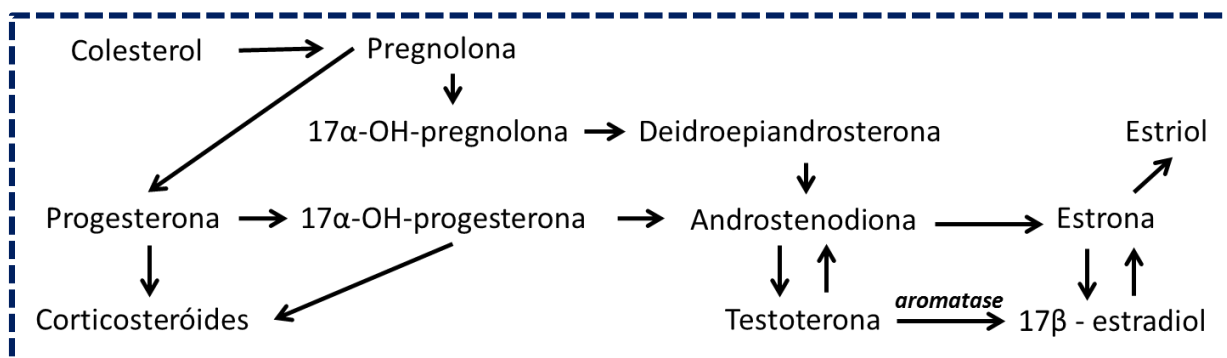 Colesterol Pregnolona
17α-OH-pregnolona Deidroepiandrosterona Estriol
Progesterona 17α-OH-progesterona Androstenodiona Estrona
aromatase
Corticosteróides Testoterona 17β - estradiol